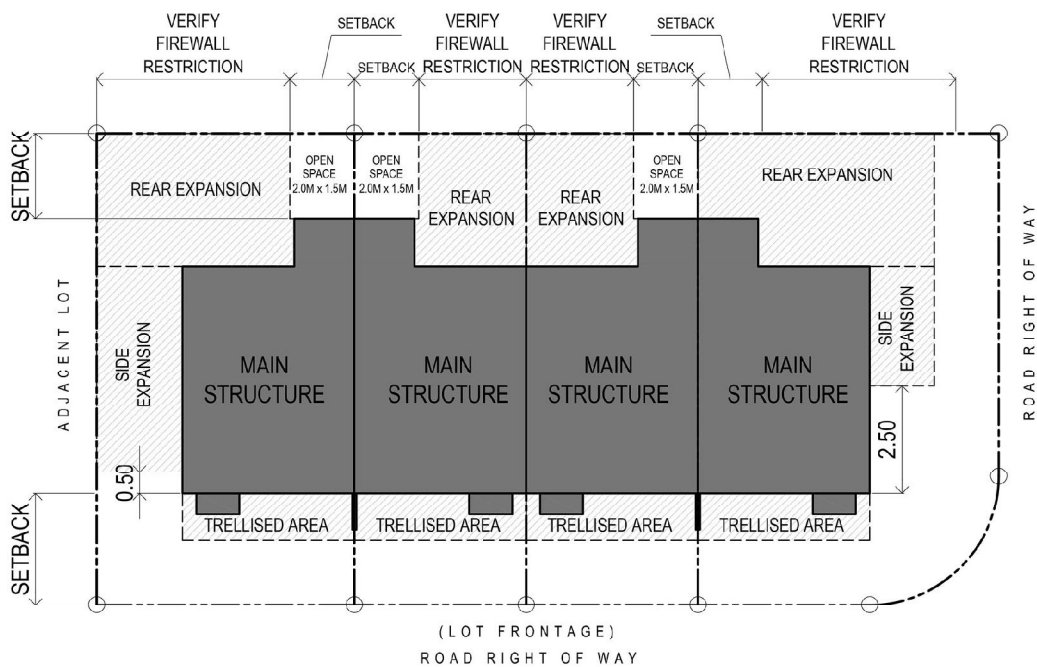 VERIFY
FIREWALL
RESTRICTION
SETBACK
SETBACK
VERIFY
FIREWALL
RESTRICTION
VERIFY
FIREWALL
RESTRICTION
SETBACK
SETBACK
VERIFY
FIREWALL
RESTRICTION
SETBACK
REAR EXPANSION
OPEN
SPACE
2.0M x 1.5M
OPEN
SPACE
2.0M x 1.5M
REAR
EXPANSION
REAR
EXPANSION
OPEN
SPACE
2.0M x 1.5M
REAR EXPANSION
ADJACENT LOT
SIDE
EXPANSION
MAIN
STRUCTURE
MAIN
STRUCTURE
MAIN
STRUCTURE
MAIN
STRUCTURE
SIDE
EXPANSION
ROAD RIGHT OF WAY
0.50
2.50
SETBACK
TRELLISED AREA
TRELLISED AREA
TRELLISED AREA
TRELLISED AREA
(LOT FRONTAGE)
ROAD RIGHT OF WAY